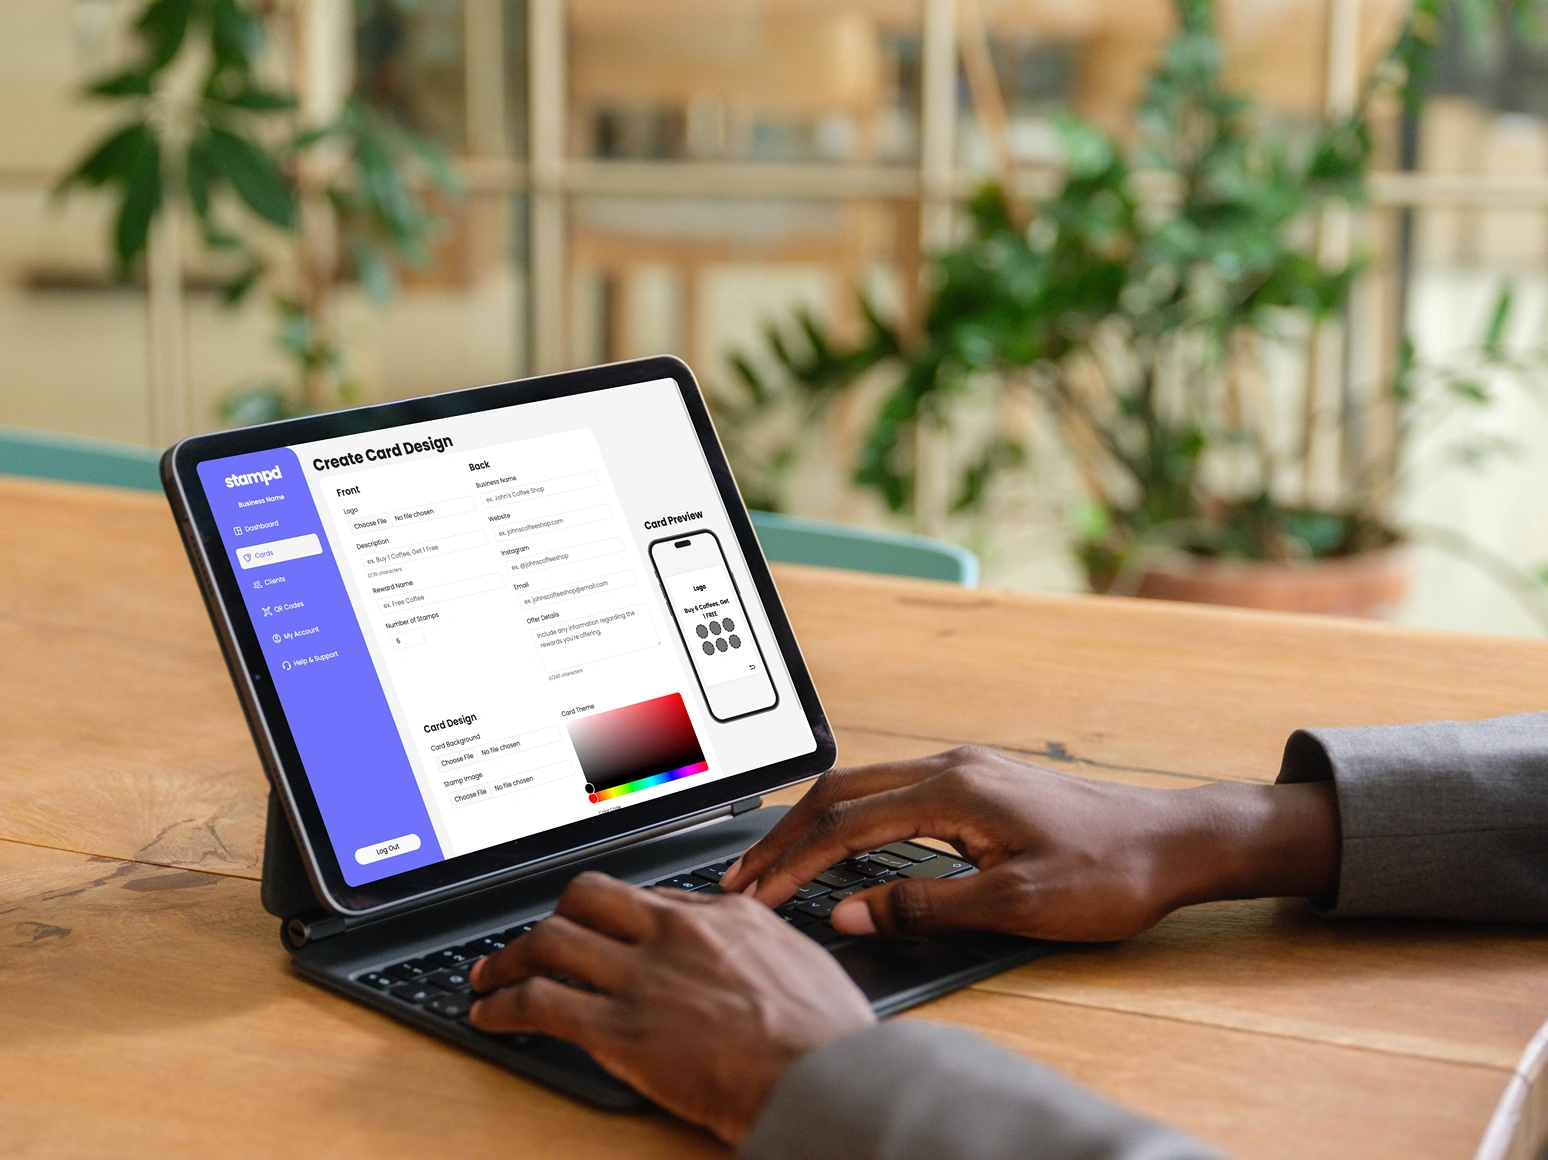 stampd
Business Name
Dashboard
Cards
Clients
QR Codes
My Account
Help & Support
Log Out
Create Card Design
Front
Logo
Choose File No file chosen
Description
ex. Buy 1 Coffee, Get 1 Free
0/35 characters
Reward Name
ex. Free Coffee
Number of Stamps
6
Back
Business Name
ex. John's Coffee Shop
Website
ex. johnscoffeeshop.com
Instagram
ex. @johnscoffeeshop
Email
ex. johnscoffeeshop@email.com
Offer Details
Include any information regarding the
rewards you're offering.
0/240 characters
Card Design
Card Background
Choose File No file chosen
Stamp Image
Choose File No file chosen
Card Theme
Color Code
Card Preview
Logo
Buy 6 Coffees, Get
1 FREE